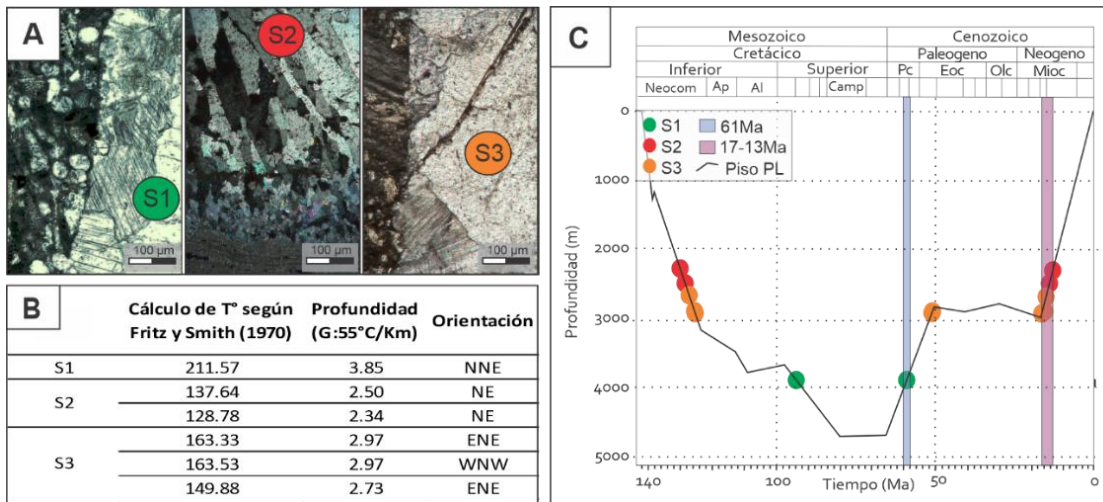 A
S1
S2
S3
100 µm
100 µm
100 µm
B
Cálculo de T° según Fritz y Smith (1970)
Profundidad (G:55°C/Km)
Orientación
S1 211.57 3.85 NNE
S2 137.64 2.50 NE
128.78 2.34 NE
S3 163.33 2.97 ENE
163.53 2.97 WNW
149.88 2.73 ENE
C
Mesozoico Cenozoico
Cretácico Paleogeno Neogeno
Inferior Superior Pc Eoc Olc Mioc
Neocom Ap Al Camp
Profundidad (m)
0
1000
2000
3000
4000
5000
S1 61Ma
S2 17-13Ma
S3 Piso PL
140 100 50 0
Tiempo (Ma)